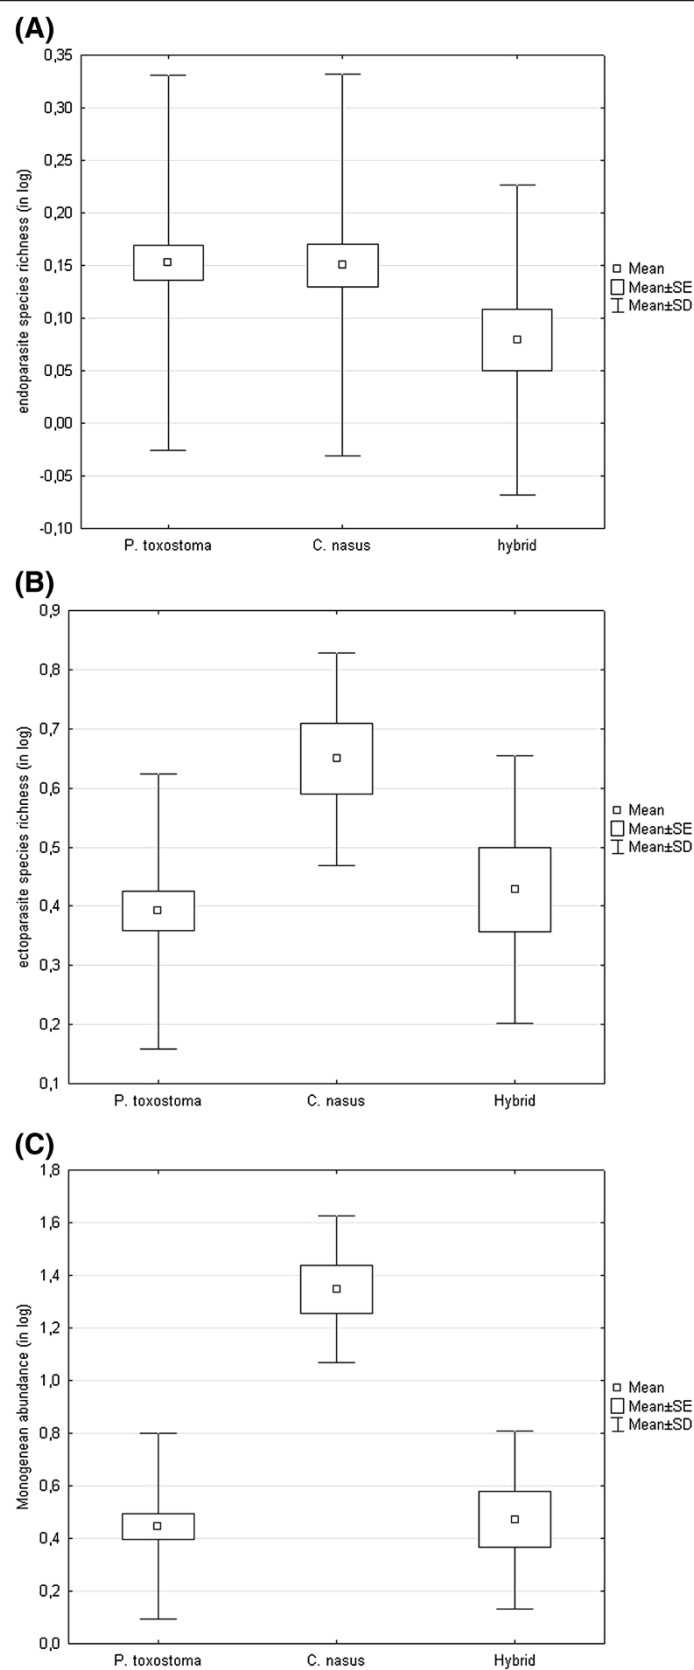 (A)
0,35
0,30
0,25
0,20
0,15
0,10
0,05
0,00
-0,05
-0,10
endoparasite species richness (in log)
P. toxostoma C. nasus hybrid
Mean
Mean±SE
Mean±SD
(B)
0,9
0,8
0,7
0,6
0,5
0,4
0,3
0,2
0,1
ectoparasite species richness (in log)
P. toxostoma C. nasus Hybrid
Mean
Mean±SE
Mean±SD
(C)
1,8
1,6
1,4
1,2
1,0
0,8
0,6
0,4
0,2
0,0
Monogenean abundance (in log)
P. toxostoma C. nasus Hybrid
Mean
Mean±SE
Mean±SD